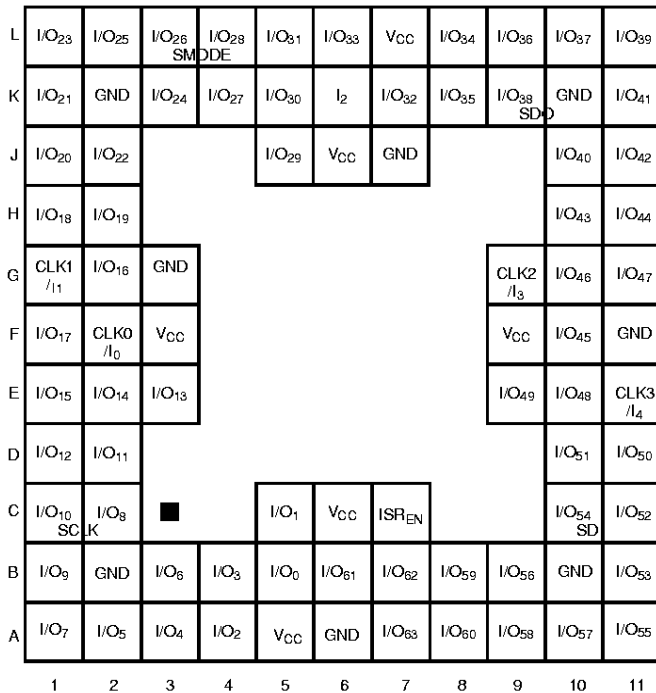 L I/O23 I/O25 I/O26 I/O28 I/O31 I/O33 VCC I/O34 I/O36 I/O37 I/O39
SMODE
K I/O21 GND I/O24 I/O27 I/O30 I2 I/O32 I/O35 I/O38 GND I/O41
SDO
J I/O20 I/O22 I/O29 VCC GND I/O40 I/O42
H I/O18 I/O19 I/O43 I/O44
G CLK1 I/O16 GND CLK2 I/O46 I/O47
/I1 /I3
F I/O17 CLK0 VCC VCC I/O45 GND
/I0
E I/O15 I/O14 I/O13 I/O49 I/O48 CLK3
/I4
D I/O12 I/O11 I/O51 I/O50
C I/O10 I/O8 I/O1 VCC ISREN I/O54 I/O52
SCLK SD
B I/O9 GND I/O6 I/O3 I/O0 I/O61 I/O62 I/O59 I/O56 GND I/O53
A I/O7 I/O5 I/O4 I/O2 VCC GND I/O63 I/O60 I/O58 I/O57 I/O55
1 2 3 4 5 6 7 8 9 10 11